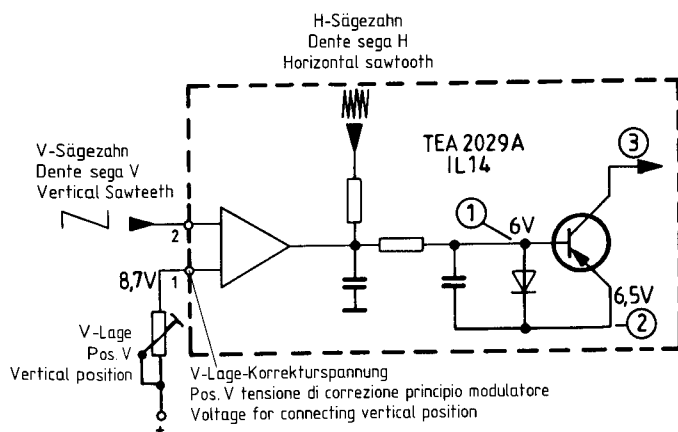 H-Sägezahn
Dente sega H
Horizontal sawtooth
V-Sägezahn
Dente sega V
Vertical Sawteeth
TEA 2029A
IL14
3
1
6V
2
8,7V
1
6,5V
2
V-Lage
Pos. V
Vertical position
V-Lage-Korrekturspannung
Pos. V tensione di correzione principio modulatore
Voltage for connecting vertical position